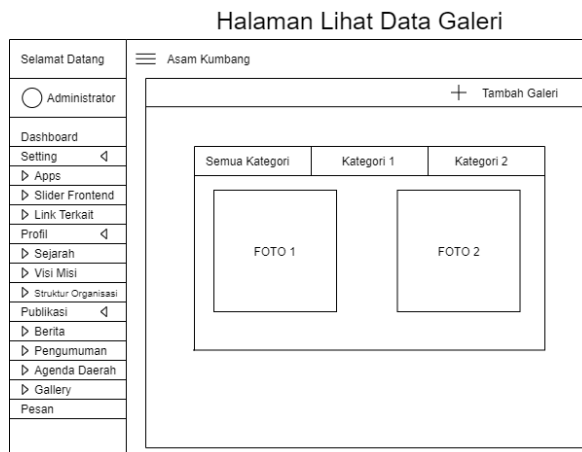 Halaman Lihat Data Galeri
Selamat Datang
Asam Kumbang
Administrator
Tambah Galeri
Dashboard
Setting
Apps
Slider Frontend
Link Terkait
Profil
Sejarah
Visi Misi
Struktur Organisasi
Publikasi
Berita
Pengumuman
Agenda Daerah
Gallery
Pesan
Semua Kategori
Kategori 1
Kategori 2
FOTO 1
FOTO 2